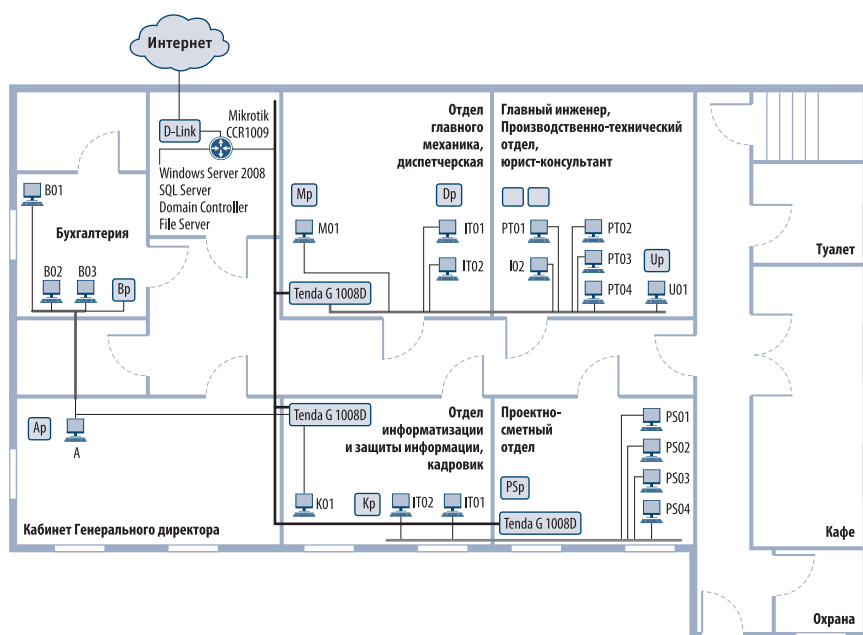 Интернет
D-Link
Mikrotik
CCR1009
Windows Server 2008
SQL Server
Domain Controller
File Server
Отдел
главного
механика,
диспетчерская
Главный инженер,
Производственно-технический
отдел,
юрист-консультант
B01
Бухгалтерия
B02
B03
Bp
Mp
M01
Dp
IT01
IT02
Tenda G 1008D
PT01
I02
PT02
PT03
PT04
Up
U01
Туалет
Ap
A
Кабинет Генерального директора
Tenda G 1008D
Отдел
информатизации
и защиты информации,
кадровик
K01
Kp
IT02
IT01
Проектно-
сметный
отдел
PSp
Tenda G 1008D
PS01
PS02
PS03
PS04
Кафе
Охрана